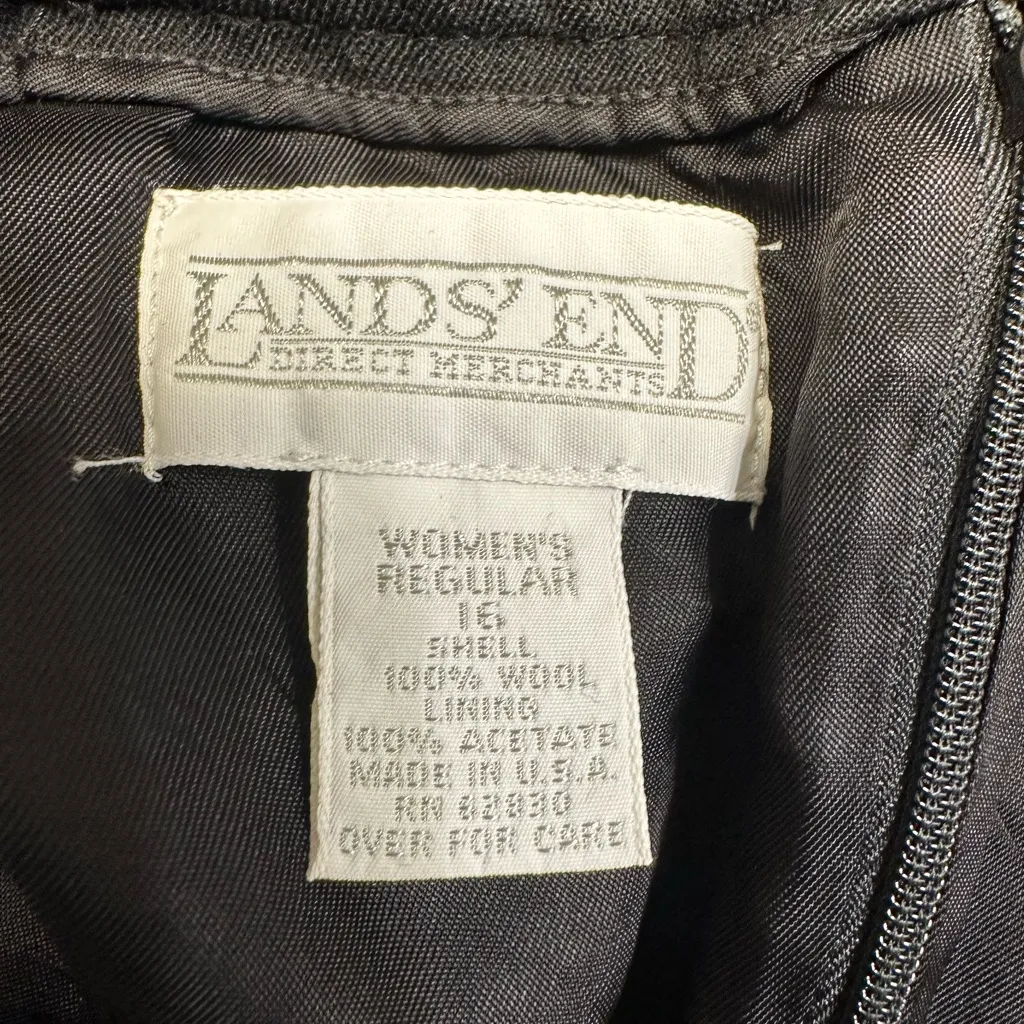 LANDS' END
DIRECT MERCHANTS
WOMEN'S
REGULAR
16
SHELL
100% WOOL
LINING
100% ACETATE
MADE IN U.S.A.
RN
OVER FOR CARE